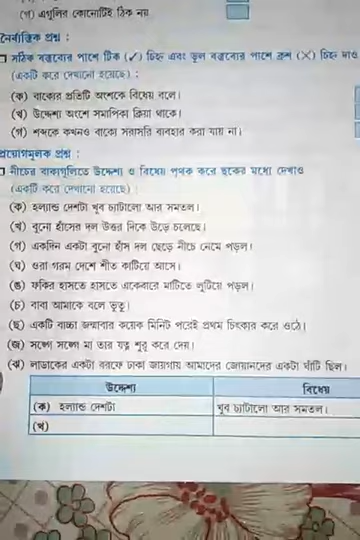 (গ) এগুলির কোনোটিই ঠিক নয়
নৈর্ব্যক্তিক প্রশ্ন :
সঠিক বক্তব্যের পাশে টিক (✓) চিহ্ন এবং ভুল বক্তব্যের পাশে ক্রশ (×) চিহ্ন দাও
(একটি করে দেখানো হয়েছে) :
(ক) বাক্যের প্রতিটি অংশেকে বিধেয় বলে।
(খ) উদ্দেশ্য অংশে সমাপিকা ক্রিয়া থাকে।
(গ) শব্দকে কখনও বাক্যে সরাসরি ব্যবহার করা যায় না।
প্রয়োগমূলক প্রশ্ন :
নীচের বাক্যগুলিতে উদ্দেশ্য ও বিধেয় পৃথক করে ছকের মধ্যে দেখাও
(একটি করে দেখানো হয়েছে) :
(ক) হল্যান্ড দেশটা খুব চ্যাটালো আর সমতল।
(খ) বুনো হাঁসের দল উত্তর দিকে উড়ে চলেছে।
(গ) একদিন একটা বুনো হাঁস দল ছেড়ে নীচে নেমে পড়ল।
(ঘ) ওরা গরম দেশে শীত কাটিয়ে আসে।
(ঙ) ফকির হাসতে হাসতে একেবারে মাটিতে লুটিয়ে পড়ল।
(চ) বাবা আমাকে বলে ভুতু।
(ছ) একটি বাচ্চা জন্মাবার কয়েক মিনিট পরেই প্রথম চিৎকার করে ওঠে।
(জ) সঙ্গে সঙ্গে মা তার যত্ন শুরু করে দেয়।
(ঝ) লাডাকের একটা বরফে ঢাকা জায়গায় আমাদের জোয়ানদের একটা ঘাঁটি ছিল।
উদ্দেশ্য বিধেয়
(ক) হল্যান্ড দেশটা খুব চ্যাটালো আর সমতল।
(খ)